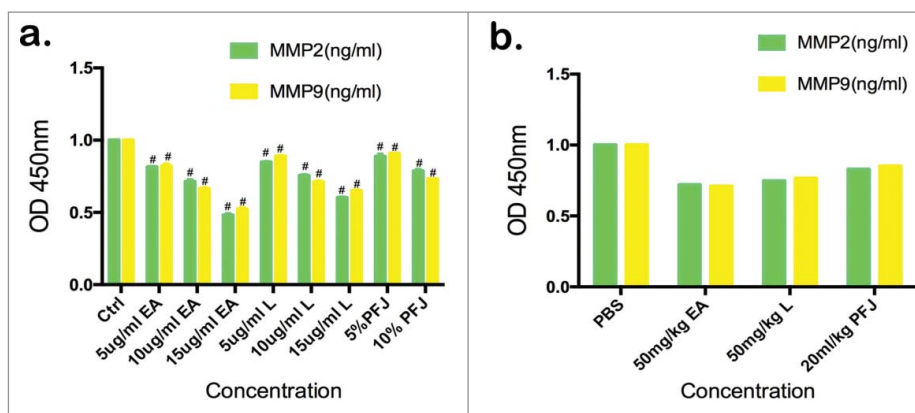 a.
MMP2(ng/ml)
MMP9(ng/ml)
1.5
1.0
0.5
0.0
OD 450nm
# # # # # # # # # # # # # # # #
Ctrl
5ug/ml EA
10ug/ml EA
15ug/ml EA
5ug/ml L
10ug/ml L
15ug/ml L
5%PFJ
10% PFJ
Concentration
b.
MMP2(ng/ml)
MMP9(ng/ml)
1.5
1.0
0.5
0.0
OD 450nm
PBS
50mg/kg EA
50mg/kg L
20ml/kg PFJ
Concentration